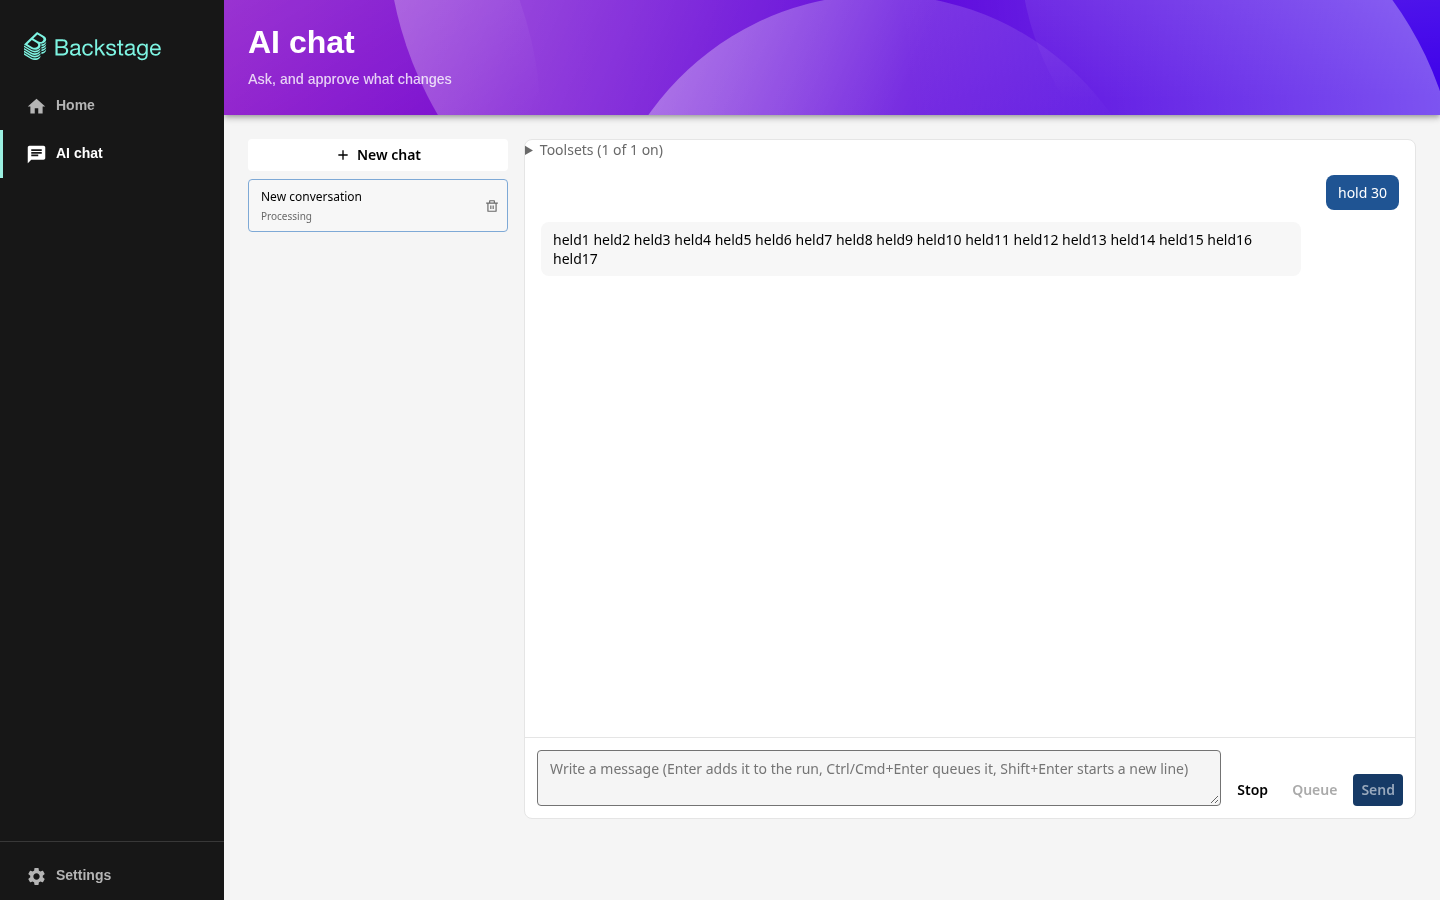 Backstage
Home
AI chat
Settings
AI chat
Ask, and approve what changes
New chat
New conversation
Processing
Toolsets (1 of 1 on)
hold 30
held1 held2 held3 held4 held5 held6 held7 held8 held9 held10 held11 held12 held13 held14 held15 held16
held17
Write a message (Enter adds it to the run, Ctrl/Cmd+Enter queues it, Shift+Enter starts a new line)
Stop
Queue
Send